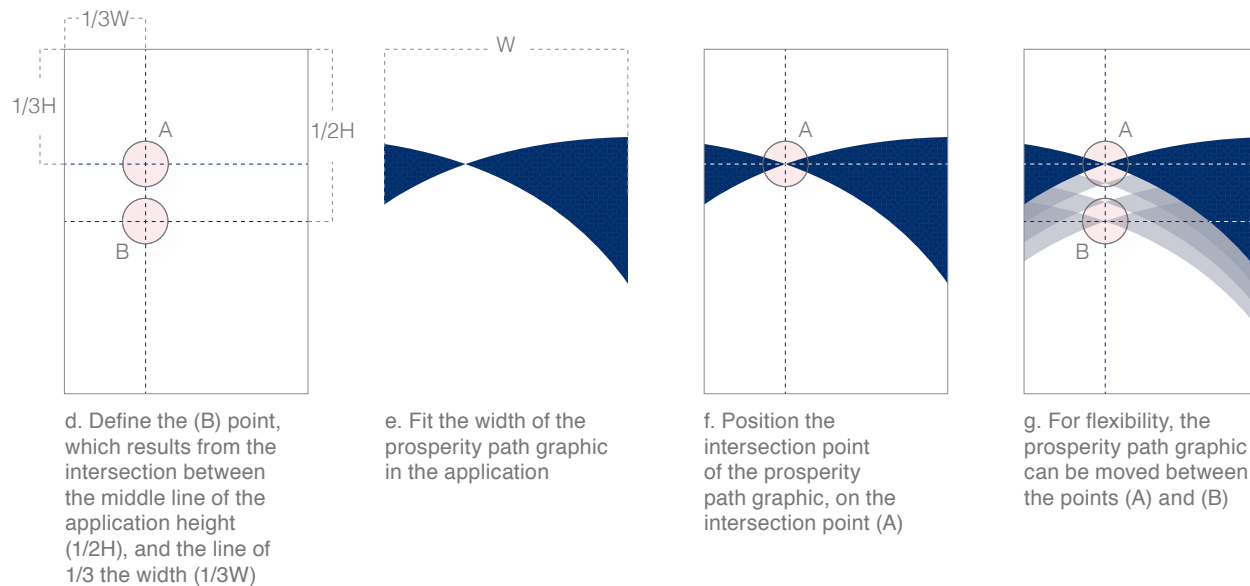 1/3W
1/3H
1/2H
A
B
d. Define the (B) point,
which results from the
intersection between
the middle line of the
application height
(1/2H), and the line of
1/3 the width (1/3W)
W
e. Fit the width of the
prosperity path graphic
in the application
A
f. Position the
intersection point
of the prosperity
path graphic, on the
intersection point (A)
A
B
g. For flexibility, the
prosperity path graphic
can be moved between
the points (A) and (B)